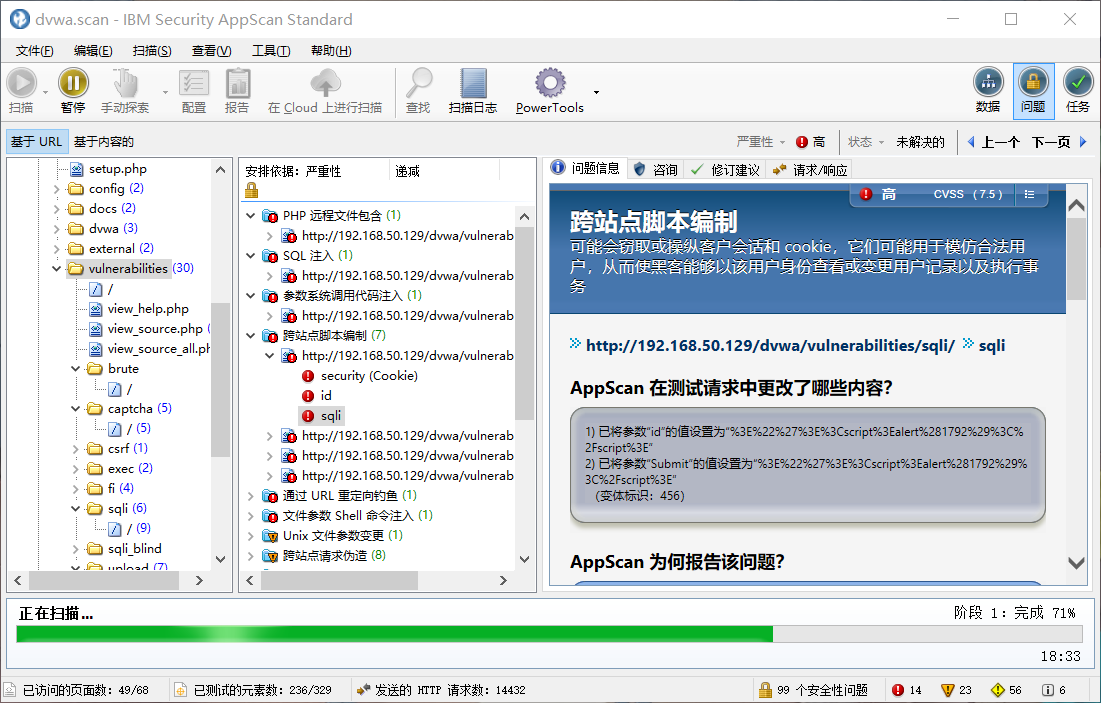 dvwa.scan - IBM Security AppScan Standard
文件(F) 编辑(E) 扫描(S) 查看(V) 工具(T) 帮助(H)
扫描 暂停 手动探索 配置 报告 在 Cloud 上进行扫描 查找 扫描日志 PowerTools 数据 问题 任务
基于 URL 基于内容的 严重性 高 状态 未解决的 上一个 下一页
setup.php
config (2)
docs (2)
dvwa (3)
external (2)
vulnerabilities (30)
/
view_help.php
view_source.php (
view_source_all.ph
brute
/
captcha (5)
/ (5)
csrf (1)
exec (2)
fi (4)
sqli (6)
/ (9)
sqli_blind
upload (7)
安排依据: 严重性 递减
PHP 远程文件包含 (1)
http://192.168.50.129/dvwa/vulnerab
SQL 注入 (1)
http://192.168.50.129/dvwa/vulnerab
参数系统调用代码注入 (1)
http://192.168.50.129/dvwa/vulnerab
跨站点脚本编制 (7)
http://192.168.50.129/dvwa/vulnerab
security (Cookie)
id
sqli
http://192.168.50.129/dvwa/vulnerab
http://192.168.50.129/dvwa/vulnerab
http://192.168.50.129/dvwa/vulnerab
通过 URL 重定向钓鱼 (1)
文件参数 Shell 命令注入 (1)
Unix 文件参数变更 (1)
跨站点请求伪造 (8)
问题信息 咨询 修订建议 请求/响应
高 CVSS (7.5)
跨站点脚本编制
可能会窃取或操纵客户会话和 cookie，它们可能用于模仿合法用
户，从而使黑客能够以该用户身份查看或变更用户记录以及执行事
务
http://192.168.50.129/dvwa/vulnerabilities/sqli/ sqli
AppScan 在测试请求中更改了哪些内容？
1) 已将参数“id”的值设置为“%3E%22%27%3E%3Cscript%3Ealert%281792%29%3C%
2Fscript%3E”
2) 已将参数“Submit”的值设置为“%3E%22%27%3E%3Cscript%3Ealert%281792%29%
3C%2Fscript%3E”
（变体标识：456）
AppScan 为何报告该问题？
正在扫描... 阶段 1: 完成 71%
18:33
已访问的页面数: 49/68 已测试的元素数: 236/329 发送的 HTTP 请求数: 14432 99 个安全性问题 14 23 56 6